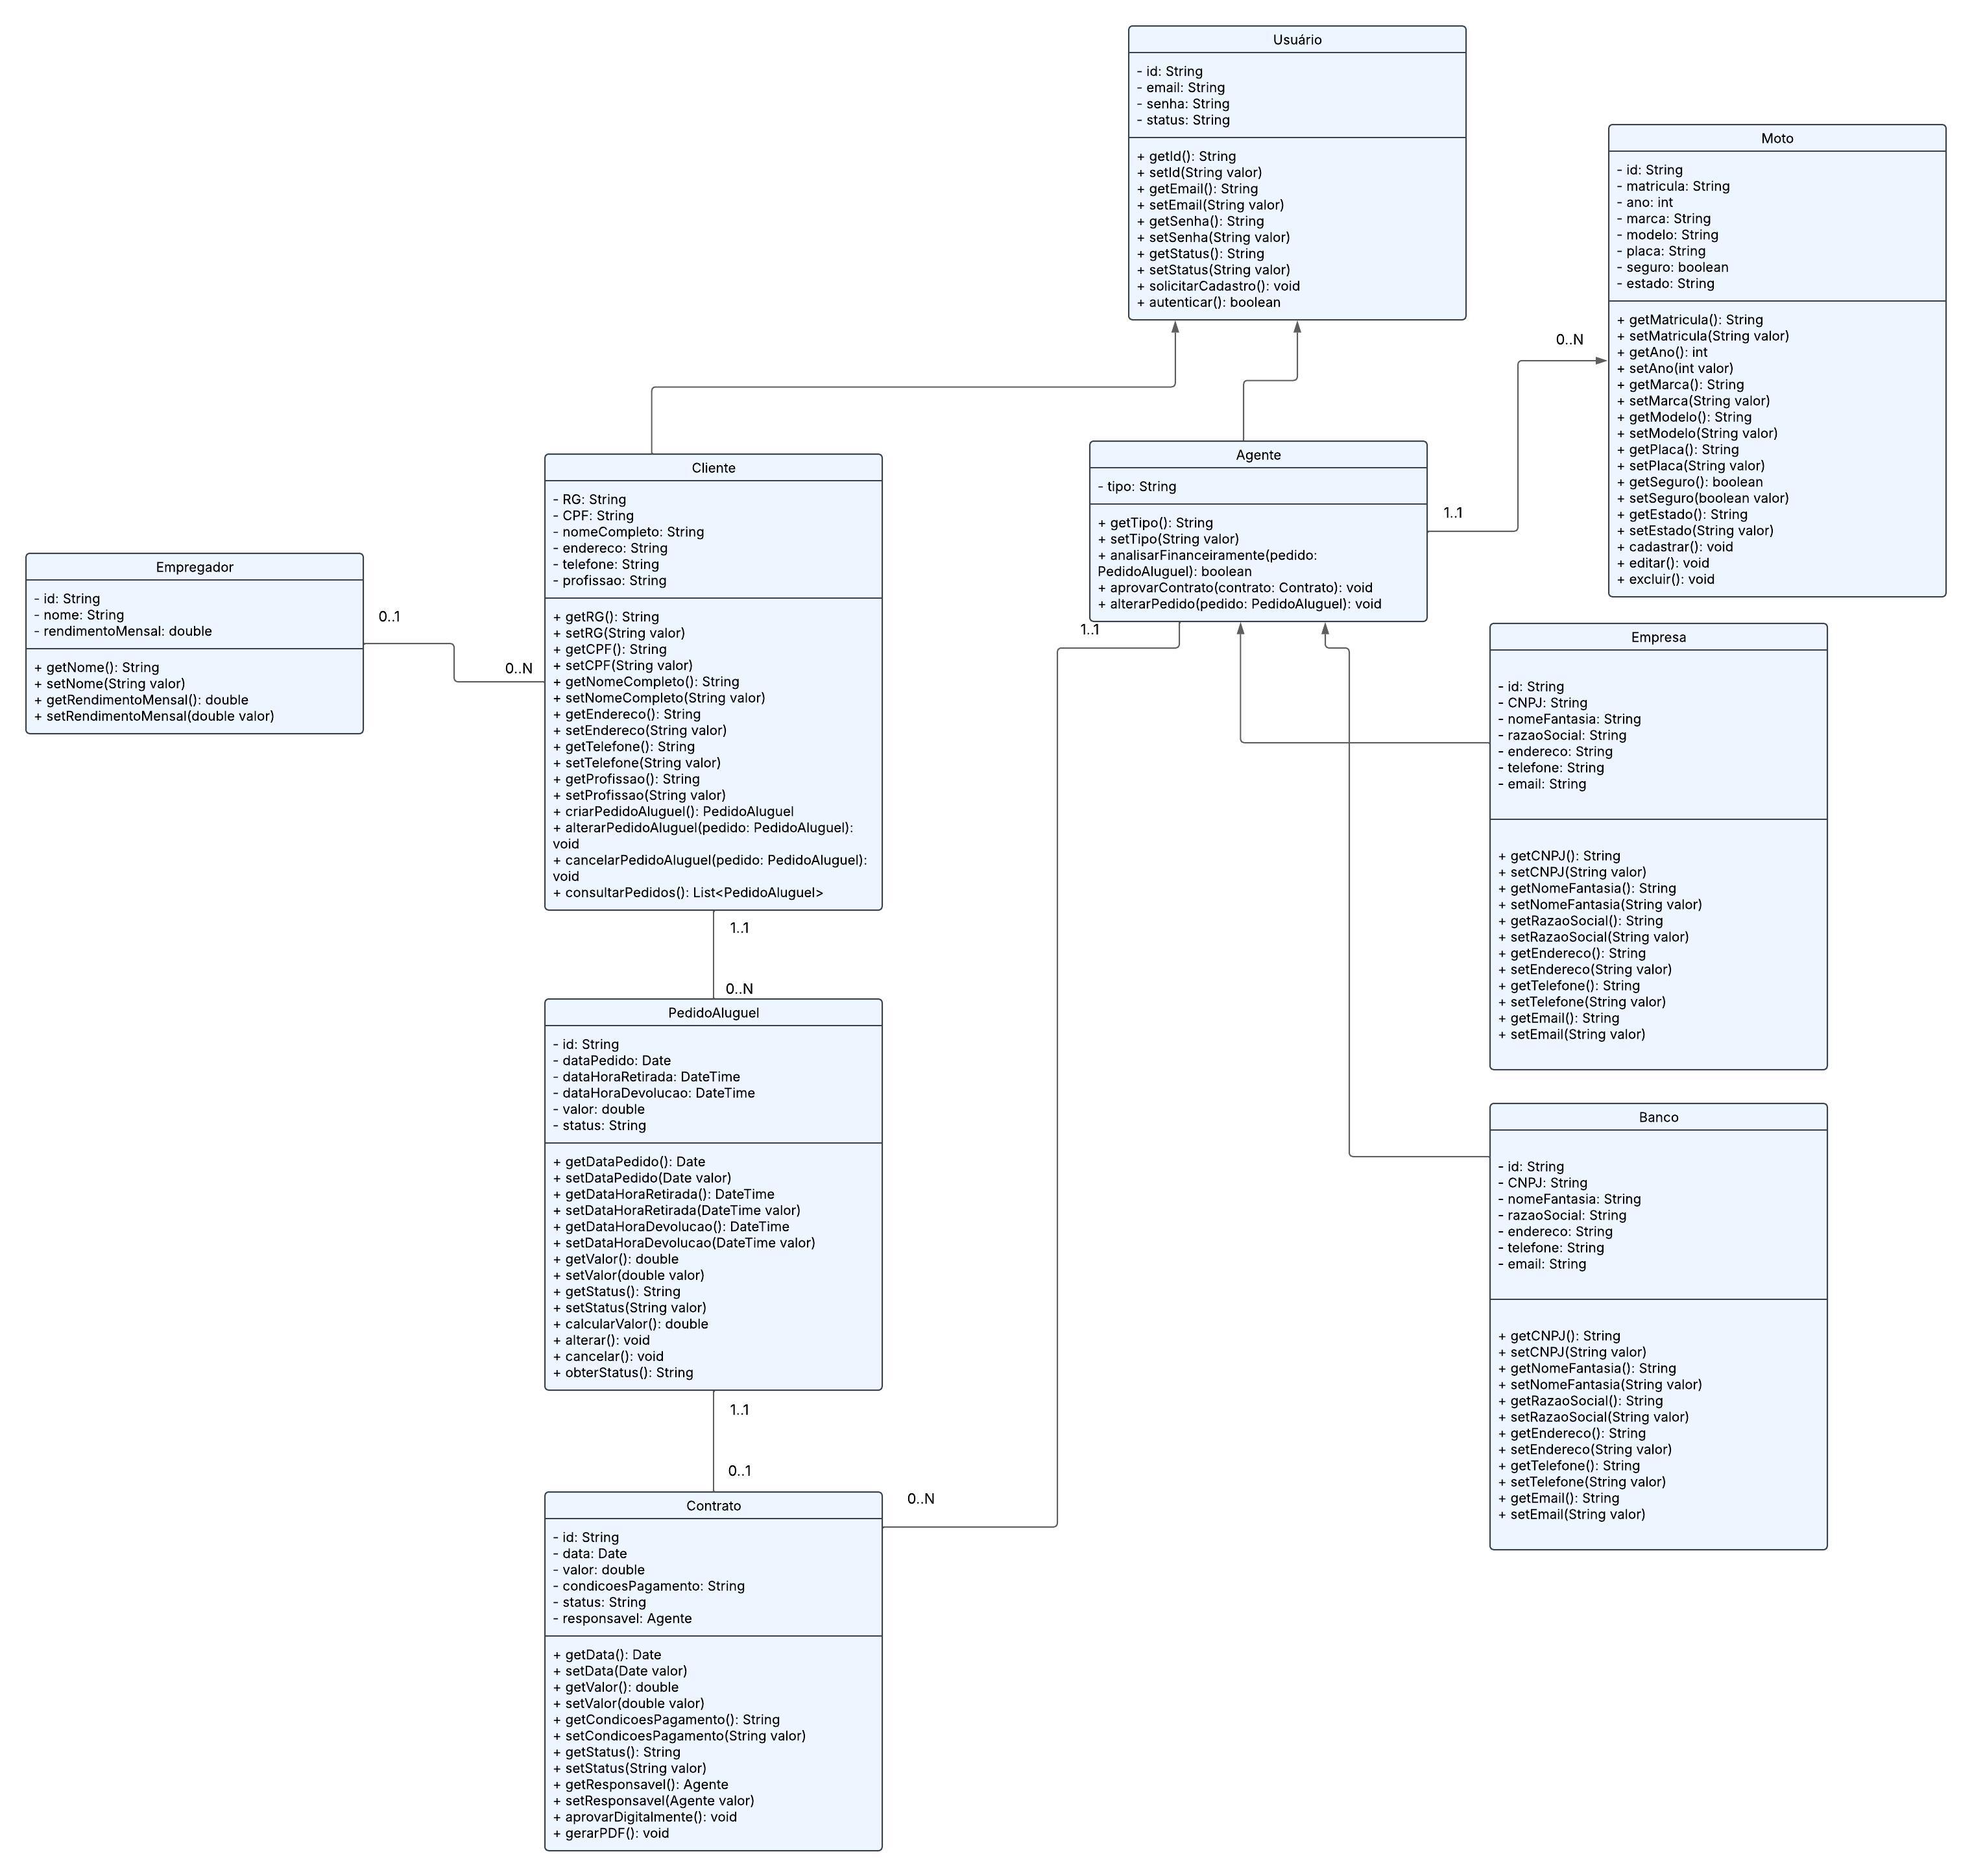 Usuário
- id: String
- email: String
- senha: String
- status: String
+ getId(): String
+ setId(String valor)
+ getEmail(): String
+ setEmail(String valor)
+ getSenha(): String
+ setSenha(String valor)
+ getStatus(): String
+ setStatus(String valor)
+ solicitarCadastro(): void
+ autenticar(): boolean
Moto
- id: String
- matricula: String
- ano: int
- marca: String
- modelo: String
- placa: String
- seguro: boolean
- estado: String
+ getMatricula(): String
+ setMatricula(String valor)
+ getAno(): int
+ setAno(int valor)
+ getMarca(): String
+ setMarca(String valor)
+ getModelo(): String
+ setModelo(String valor)
+ getPlaca(): String
+ setPlaca(String valor)
+ getSeguro(): boolean
+ setSeguro(boolean valor)
+ getEstado(): String
+ setEstado(String valor)
+ cadastrar(): void
+ editar(): void
+ excluir(): void
0..N
1..1
Agente
- tipo: String
+ getTipo(): String
+ setTipo(String valor)
+ analisarFinanceiramente(pedido:
PedidoAluguel): boolean
+ aprovarContrato(contrato: Contrato): void
+ alterarPedido(pedido: PedidoAluguel): void
1..1
Cliente
- RG: String
- CPF: String
- nomeCompleto: String
- endereco: String
- telefone: String
- profissao: String
+ getRG(): String
+ setRG(String valor)
+ getCPF(): String
+ setCPF(String valor)
+ getNomeCompleto(): String
+ setNomeCompleto(String valor)
+ getEndereco(): String
+ setEndereco(String valor)
+ getTelefone(): String
+ setTelefone(String valor)
+ getProfissao(): String
+ setProfissao(String valor)
+ criarPedidoAluguel(): PedidoAluguel
+ alterarPedidoAluguel(pedido: PedidoAluguel):
void
+ cancelarPedidoAluguel(pedido: PedidoAluguel):
void
+ consultarPedidos(): List<PedidoAluguel>
Empregador
- id: String
- nome: String
- rendimentoMensal: double
+ getNome(): String
+ setNome(String valor)
+ getRendimentoMensal(): double
+ setRendimentoMensal(double valor)
0..1
0..N
Empresa
- id: String
- CNPJ: String
- nomeFantasia: String
- razaoSocial: String
- endereco: String
- telefone: String
- email: String
+ getCNPJ(): String
+ setCNPJ(String valor)
+ getNomeFantasia(): String
+ setNomeFantasia(String valor)
+ getRazaoSocial(): String
+ setRazaoSocial(String valor)
+ getEndereco(): String
+ setEndereco(String valor)
+ getTelefone(): String
+ setTelefone(String valor)
+ getEmail(): String
+ setEmail(String valor)
1..1
0..N
PedidoAluguel
- id: String
- dataPedido: Date
- dataHoraRetirada: DateTime
- dataHoraDevolucao: DateTime
- valor: double
- status: String
+ getDataPedido(): Date
+ setDataPedido(Date valor)
+ getDataHoraRetirada(): DateTime
+ setDataHoraRetirada(DateTime valor)
+ getDataHoraDevolucao(): DateTime
+ setDataHoraDevolucao(DateTime valor)
+ getValor(): double
+ setValor(double valor)
+ getStatus(): String
+ setStatus(String valor)
+ calcularValor(): double
+ alterar(): void
+ cancelar(): void
+ obterStatus(): String
Banco
- id: String
- CNPJ: String
- nomeFantasia: String
- razaoSocial: String
- endereco: String
- telefone: String
- email: String
+ getCNPJ(): String
+ setCNPJ(String valor)
+ getNomeFantasia(): String
+ setNomeFantasia(String valor)
+ getRazaoSocial(): String
+ setRazaoSocial(String valor)
+ getEndereco(): String
+ setEndereco(String valor)
+ getTelefone(): String
+ setTelefone(String valor)
+ getEmail(): String
+ setEmail(String valor)
1..1
0..1
0..N
Contrato
- id: String
- data: Date
- valor: double
- condicoesPagamento: String
- status: String
- responsavel: Agente
+ getData(): Date
+ setData(Date valor)
+ getValor(): double
+ setValor(double valor)
+ getCondicoesPagamento(): String
+ setCondicoesPagamento(String valor)
+ getStatus(): String
+ setStatus(String valor)
+ getResponsavel(): Agente
+ setResponsavel(Agente valor)
+ aprovarDigitalmente(): void
+ gerarPDF(): void